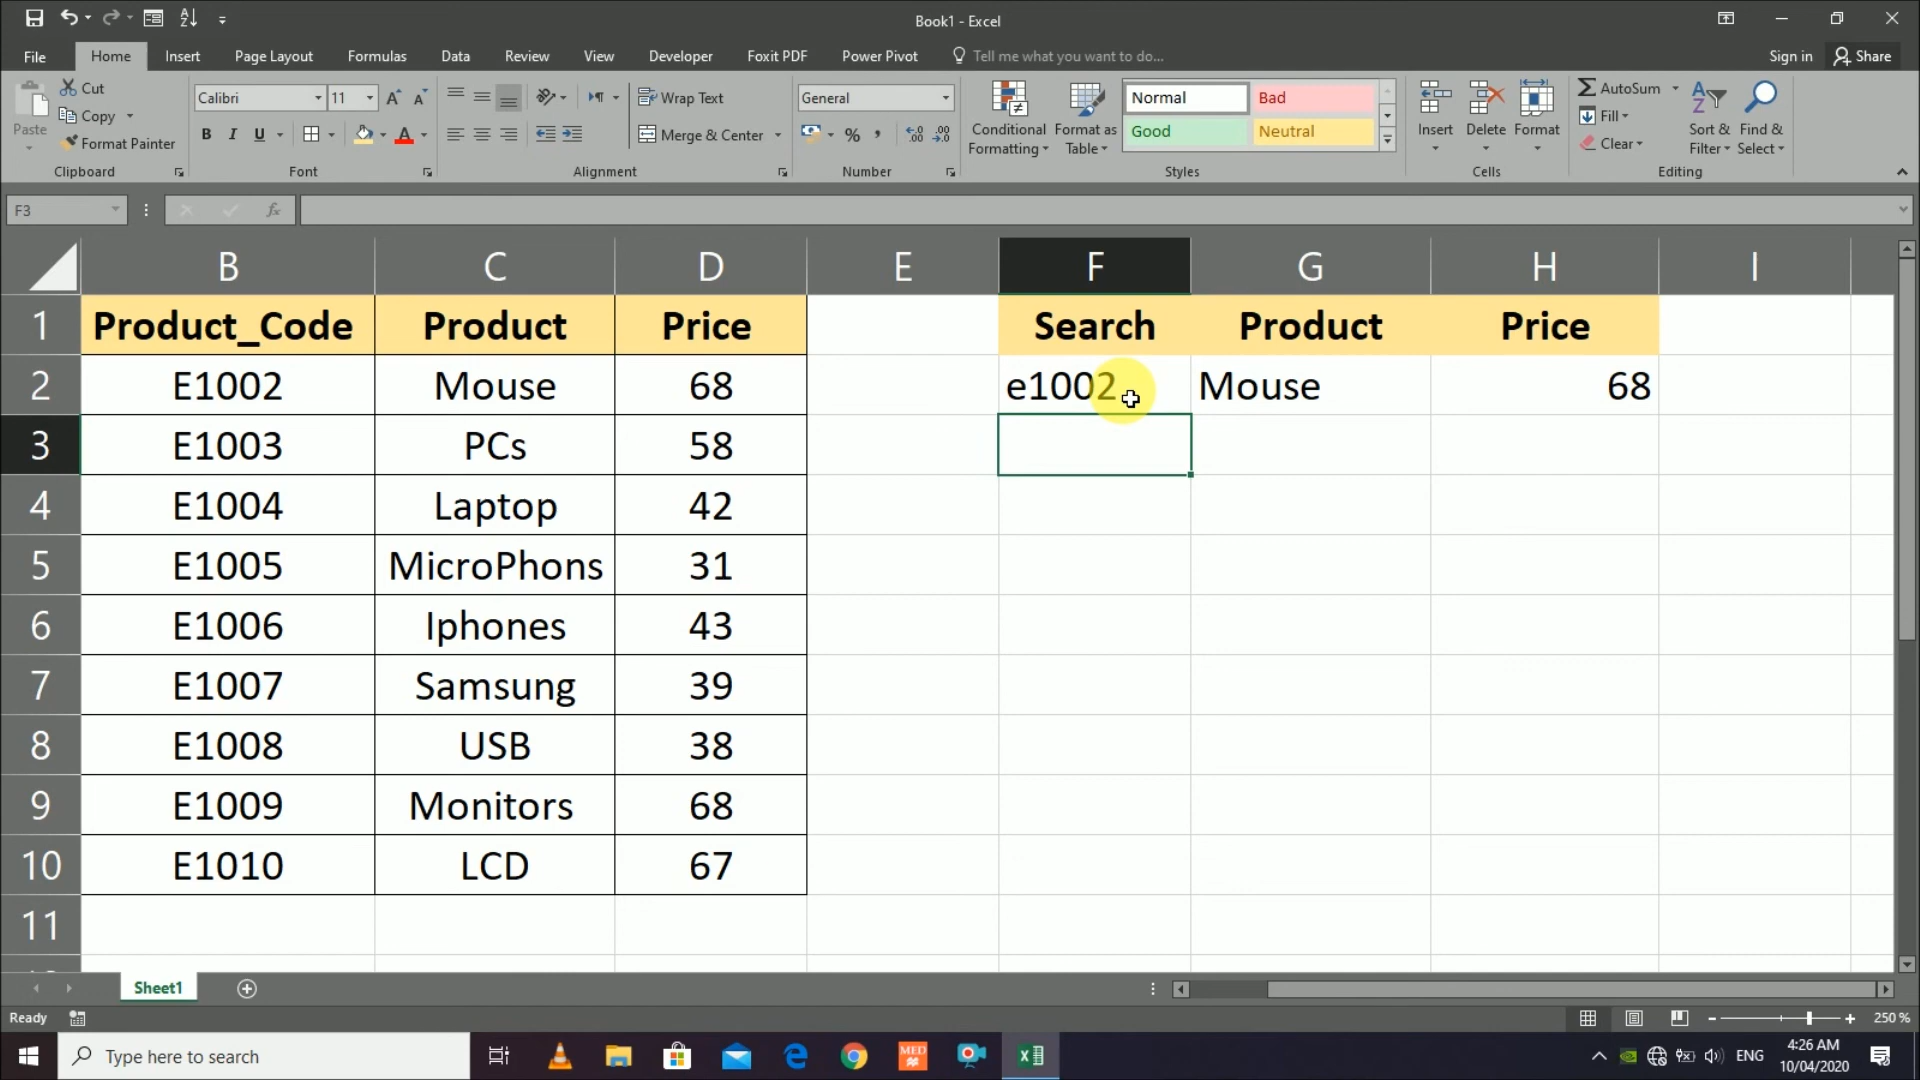 Book1 - Excel
File Home Insert Page Layout Formulas Data Review View Developer Foxit PDF Power Pivot Tell me what you want to do... Sign in Share
Paste
Cut
Copy
Format Painter
Clipboard
Calibri 11
B I U
Font
Wrap Text
Merge & Center
Alignment
General
%
Number
Conditional Formatting
Format as Table
Normal Bad
Good Neutral
Styles
Insert Delete Format
Cells
AutoSum
Fill
Clear
Sort & Filter
Find & Select
Editing
F3 fx
B C D E F G H I
1 Product_Code Product Price Search Product Price
2 E1002 Mouse 68 e1002 Mouse 68
3 E1003 PCs 58
4 E1004 Laptop 42
5 E1005 MicroPhons 31
6 E1006 Iphones 43
7 E1007 Samsung 39
8 E1008 USB 38
9 E1009 Monitors 68
10 E1010 LCD 67
11
Sheet1
Ready 250 %
Type here to search MED ENG 4:26 AM
10/04/2020